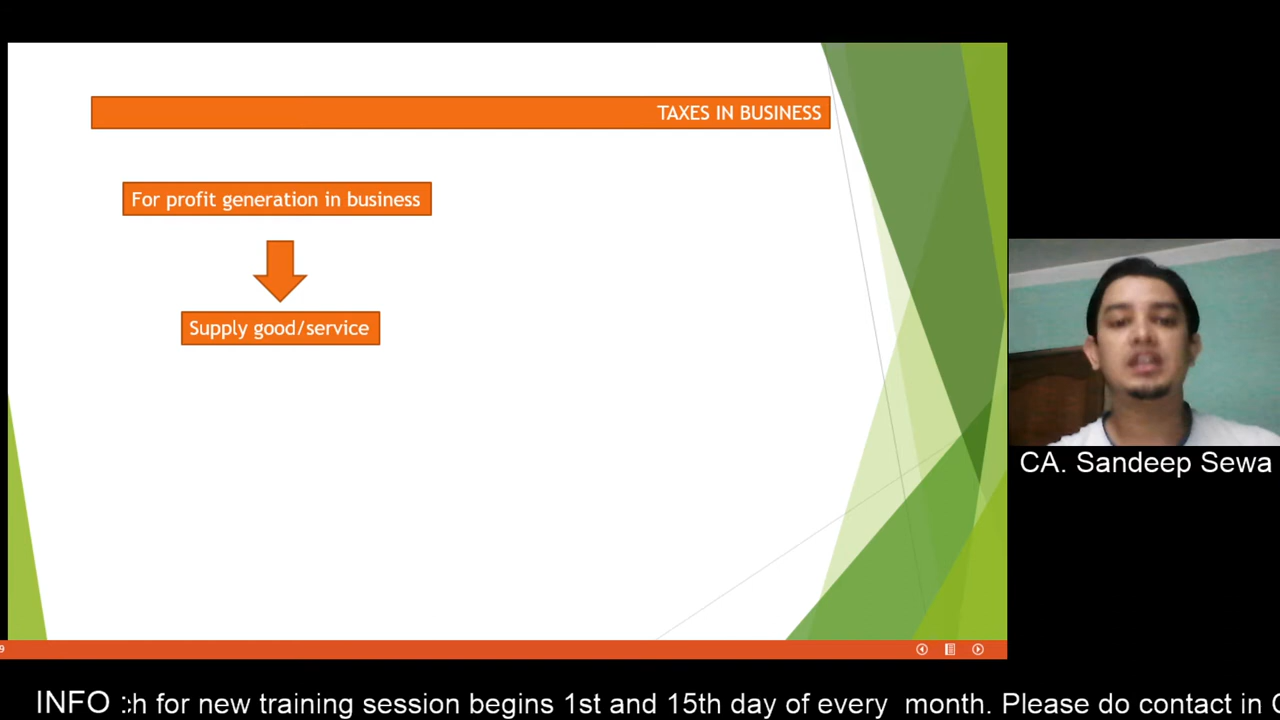 TAXES IN BUSINESS
For profit generation in business
Supply good/service
CA. Sandeep Sewa
9
INFO : for new training session begins 1st and 15th day of every month. Please do contact in